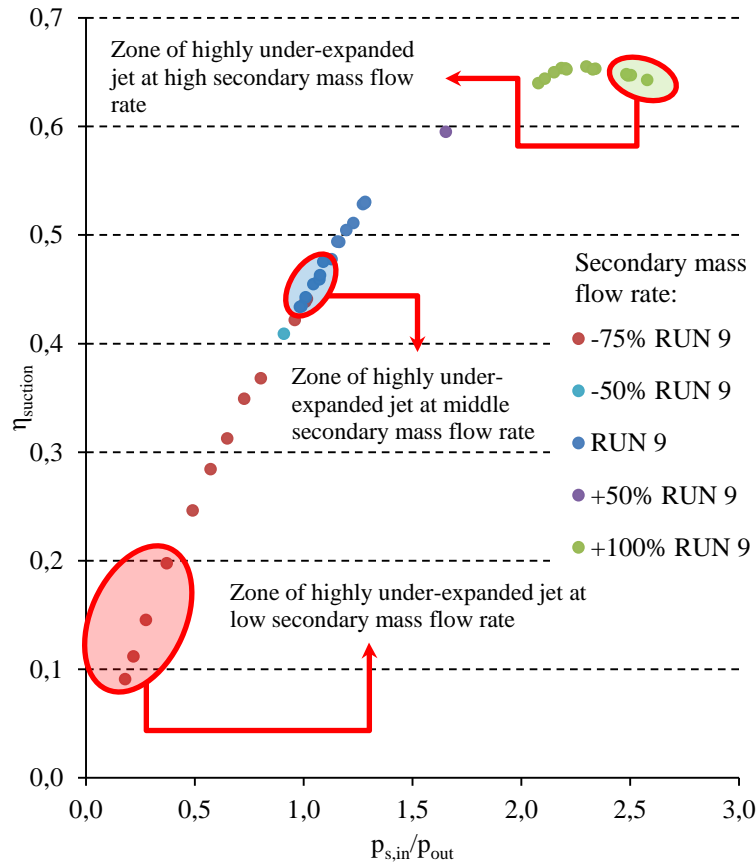 0,7
Zone of highly under-expanded
jet at high secondary mass flow
rate
0,6
0,5
Secondary mass
flow rate:
-75% RUN 9
-50% RUN 9
RUN 9
+50% RUN 9
+100% RUN 9
0,4
Zone of highly under-
expanded jet at middle
secondary mass flow rate
ηsuction
0,3
0,2
Zone of highly under-expanded jet at
low secondary mass flow rate
0,1
0,0
0,0 0,5 1,0 1,5 2,0 2,5 3,0
ps,in/pout